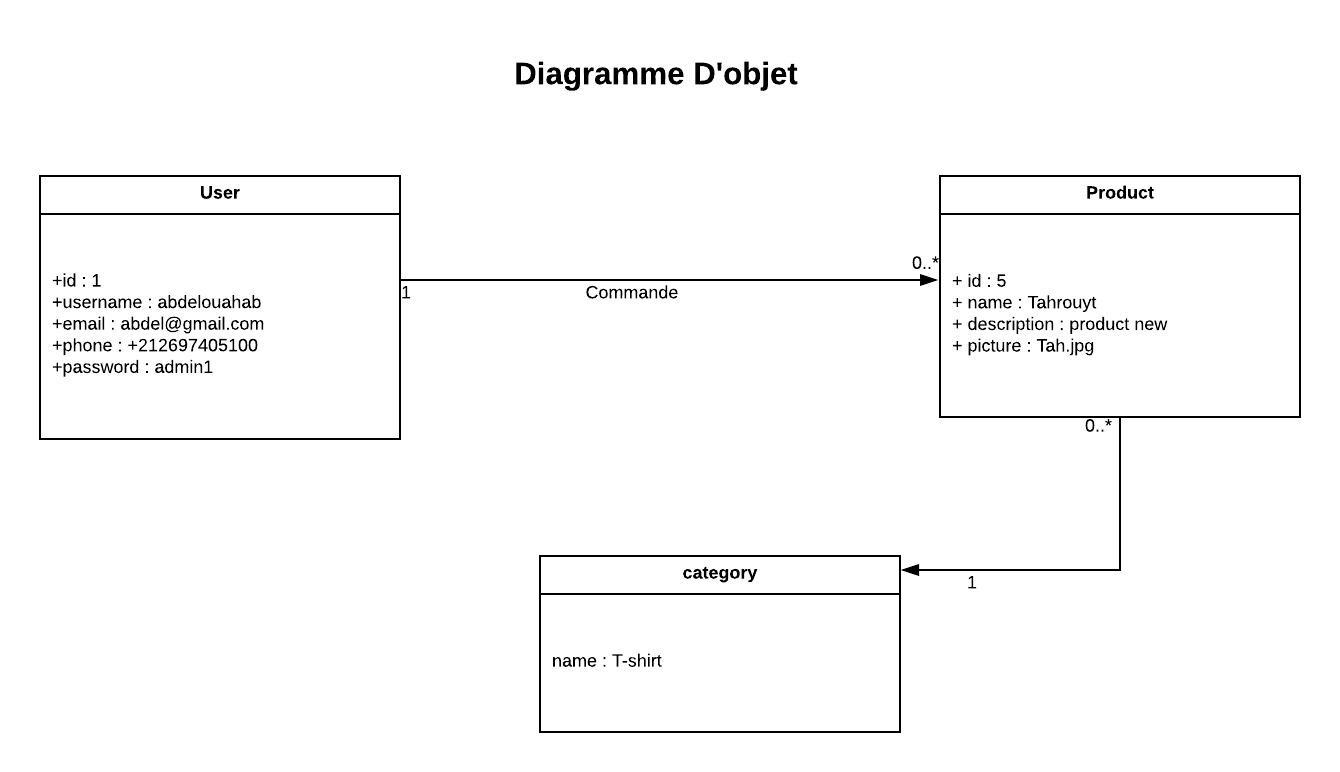 Diagramme D'objet
User
+id : 1
+username : abdelouahab
+email : abdel@gmail.com
+phone : +212697405100
+password : admin1
1
Commande
0..*
Product
+ id : 5
+ name : Tahrouyt
+ description : product new
+ picture : Tah.jpg
0..*
1
category
name : T-shirt